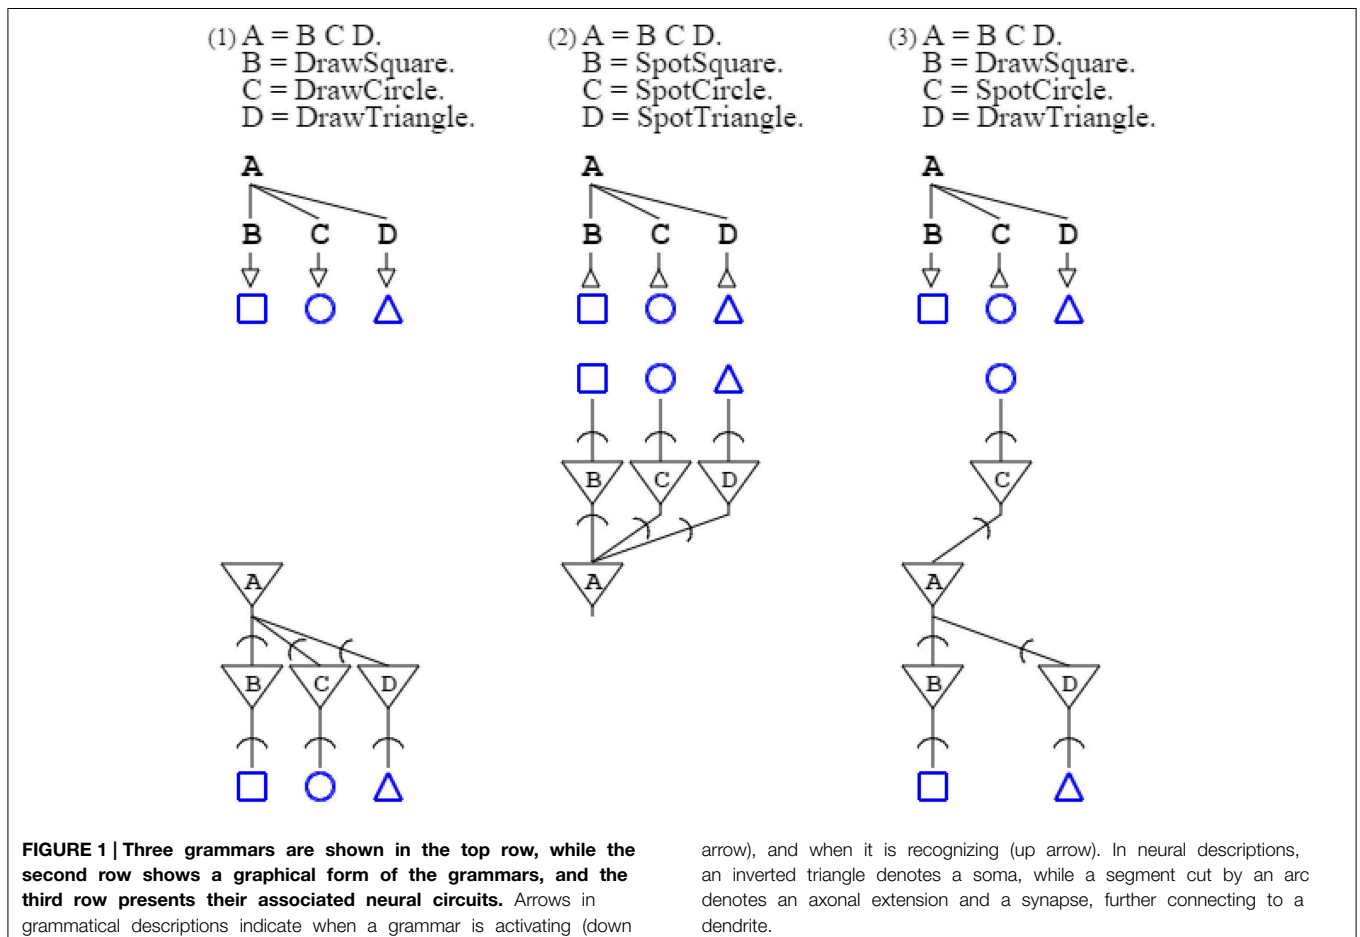 (1) A = B C D.
B = DrawSquare.
C = DrawCircle.
D = DrawTriangle.
(2) A = B C D.
B = SpotSquare.
C = SpotCircle.
D = SpotTriangle.
(3) A = B C D.
B = DrawSquare.
C = SpotCircle.
D = DrawTriangle.
A
B C D
A
B C D
A
B C D
A
B C D
B C D
A
C
A
B D
FIGURE 1 | Three grammars are shown in the top row, while the
second row shows a graphical form of the grammars, and the
third row presents their associated neural circuits. Arrows in
grammatical descriptions indicate when a grammar is activating (down
arrow), and when it is recognizing (up arrow). In neural descriptions,
an inverted triangle denotes a soma, while a segment cut by an arc
denotes an axonal extension and a synapse, further connecting to a
dendrite.